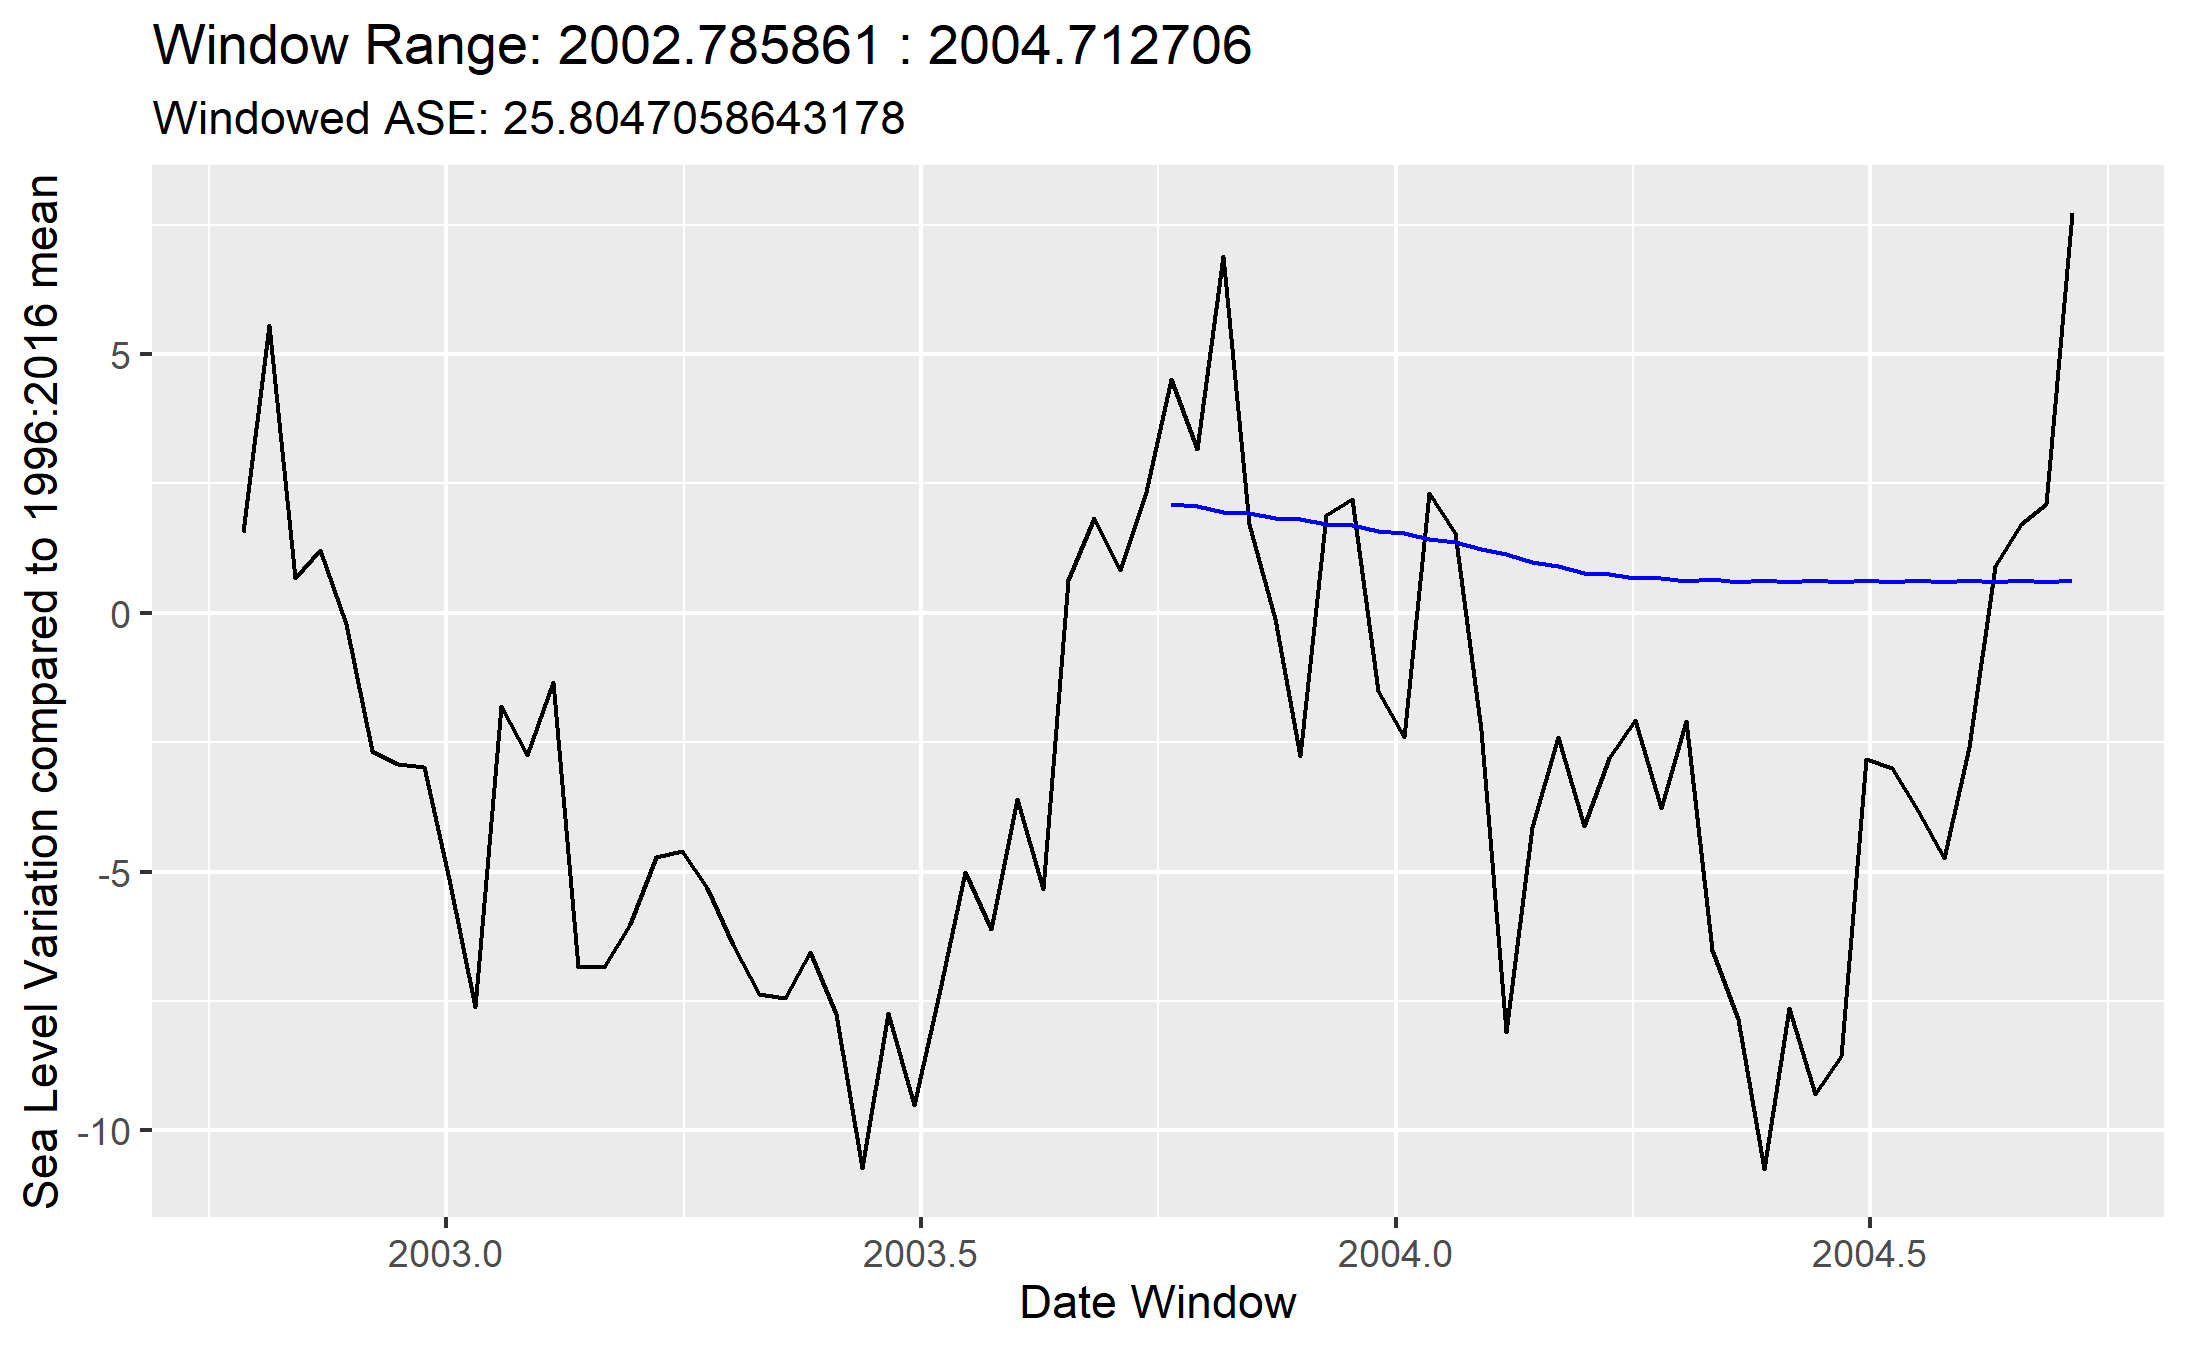 Window Range: 2002.785861 : 2004.712706
Windowed ASE: 25.8047058643178
Sea Level Variation compared to 1996:2016 mean
5
0
-5
-10
2003.0
2003.5
2004.0
2004.5
Date Window